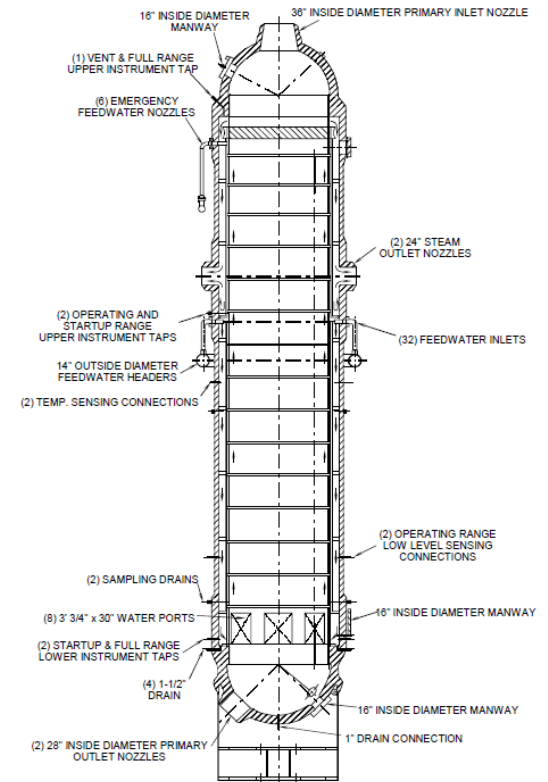 16" INSIDE DIAMETER
MANWAY
36" INSIDE DIAMETER PRIMARY INLET NOZZLE
(1) VENT & FULL RANGE
UPPER INSTRUMENT TAP
(6) EMERGENCY
FEEDWATER NOZZLES
(2) 24" STEAM
OUTLET NOZZLES
(2) OPERATING AND
STARTUP RANGE
UPPER INSTRUMENT TAPS
(32) FEEDWATER INLETS
14" OUTSIDE DIAMETER
FEEDWATER HEADERS
(2) TEMP. SENSING CONNECTIONS
(2) OPERATING RANGE
LOW LEVEL SENSING
CONNECTIONS
(2) SAMPLING DRAINS
(8) 3' 3/4" x 30" WATER PORTS
16" INSIDE DIAMETER MANWAY
(2) STARTUP & FULL RANGE
LOWER INSTRUMENT TAPS
(4) 1-1/2"
DRAIN
16" INSIDE DIAMETER MANWAY
(2) 28" INSIDE DIAMETER PRIMARY
OUTLET NOZZLES
1" DRAIN CONNECTION